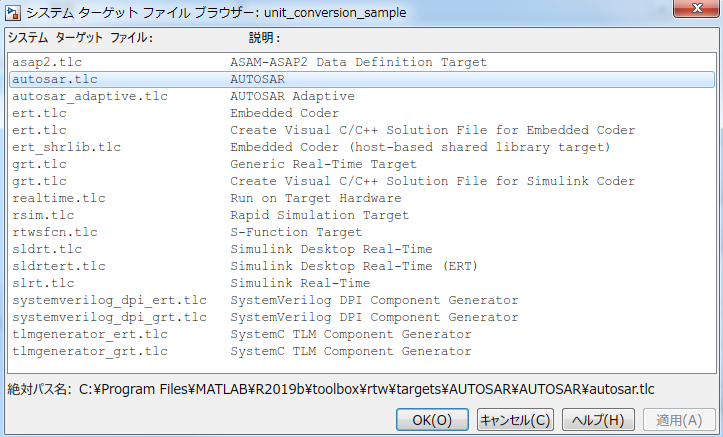 システム ターゲット ファイル ブラウザー: unit_conversion_sample
システム ターゲット ファイル: 説明:
asap2.tlc ASAM-ASAP2 Data Definition Target
autosar.tlc AUTOSAR
autosar_adaptive.tlc AUTOSAR Adaptive
ert.tlc Embedded Coder
ert.tlc Create Visual C/C++ Solution File for Embedded Coder
ert_shrlib.tlc Embedded Coder (host-based shared library target)
grt.tlc Generic Real-Time Target
grt.tlc Create Visual C/C++ Solution File for Simulink Coder
realtime.tlc Run on Target Hardware
rsim.tlc Rapid Simulation Target
rtwsfcn.tlc S-Function Target
sldrt.tlc Simulink Desktop Real-Time
sldrtert.tlc Simulink Desktop Real-Time (ERT)
slrt.tlc Simulink Real-Time
systemverilog_dpi_ert.tlc SystemVerilog DPI Component Generator
systemverilog_dpi_grt.tlc SystemVerilog DPI Component Generator
tlmgenerator_ert.tlc SystemC TLM Component Generator
tlmgenerator_grt.tlc SystemC TLM Component Generator
絶対パス名: C:¥Program Files¥MATLAB¥R2019b¥toolbox¥rtw¥targets¥AUTOSAR¥AUTOSAR¥autosar.tlc
OK(O) キャンセル(C) ヘルプ(H) 適用(A)